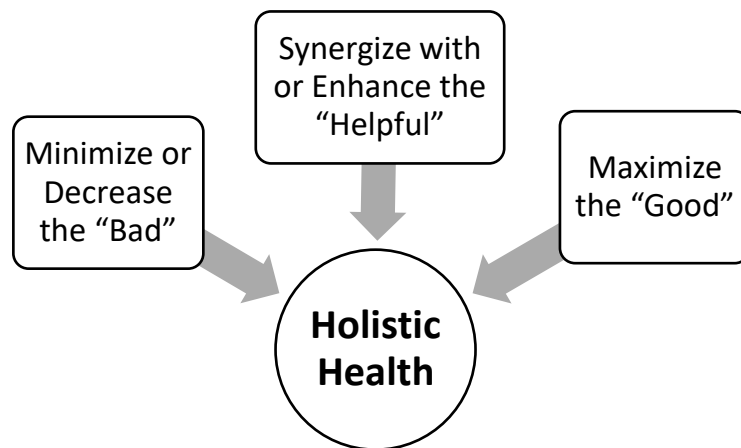 Minimize or
Decrease
the “Bad”
Synergize with
or Enhance the
“Helpful”
Maximize
the “Good”
Holistic
Health